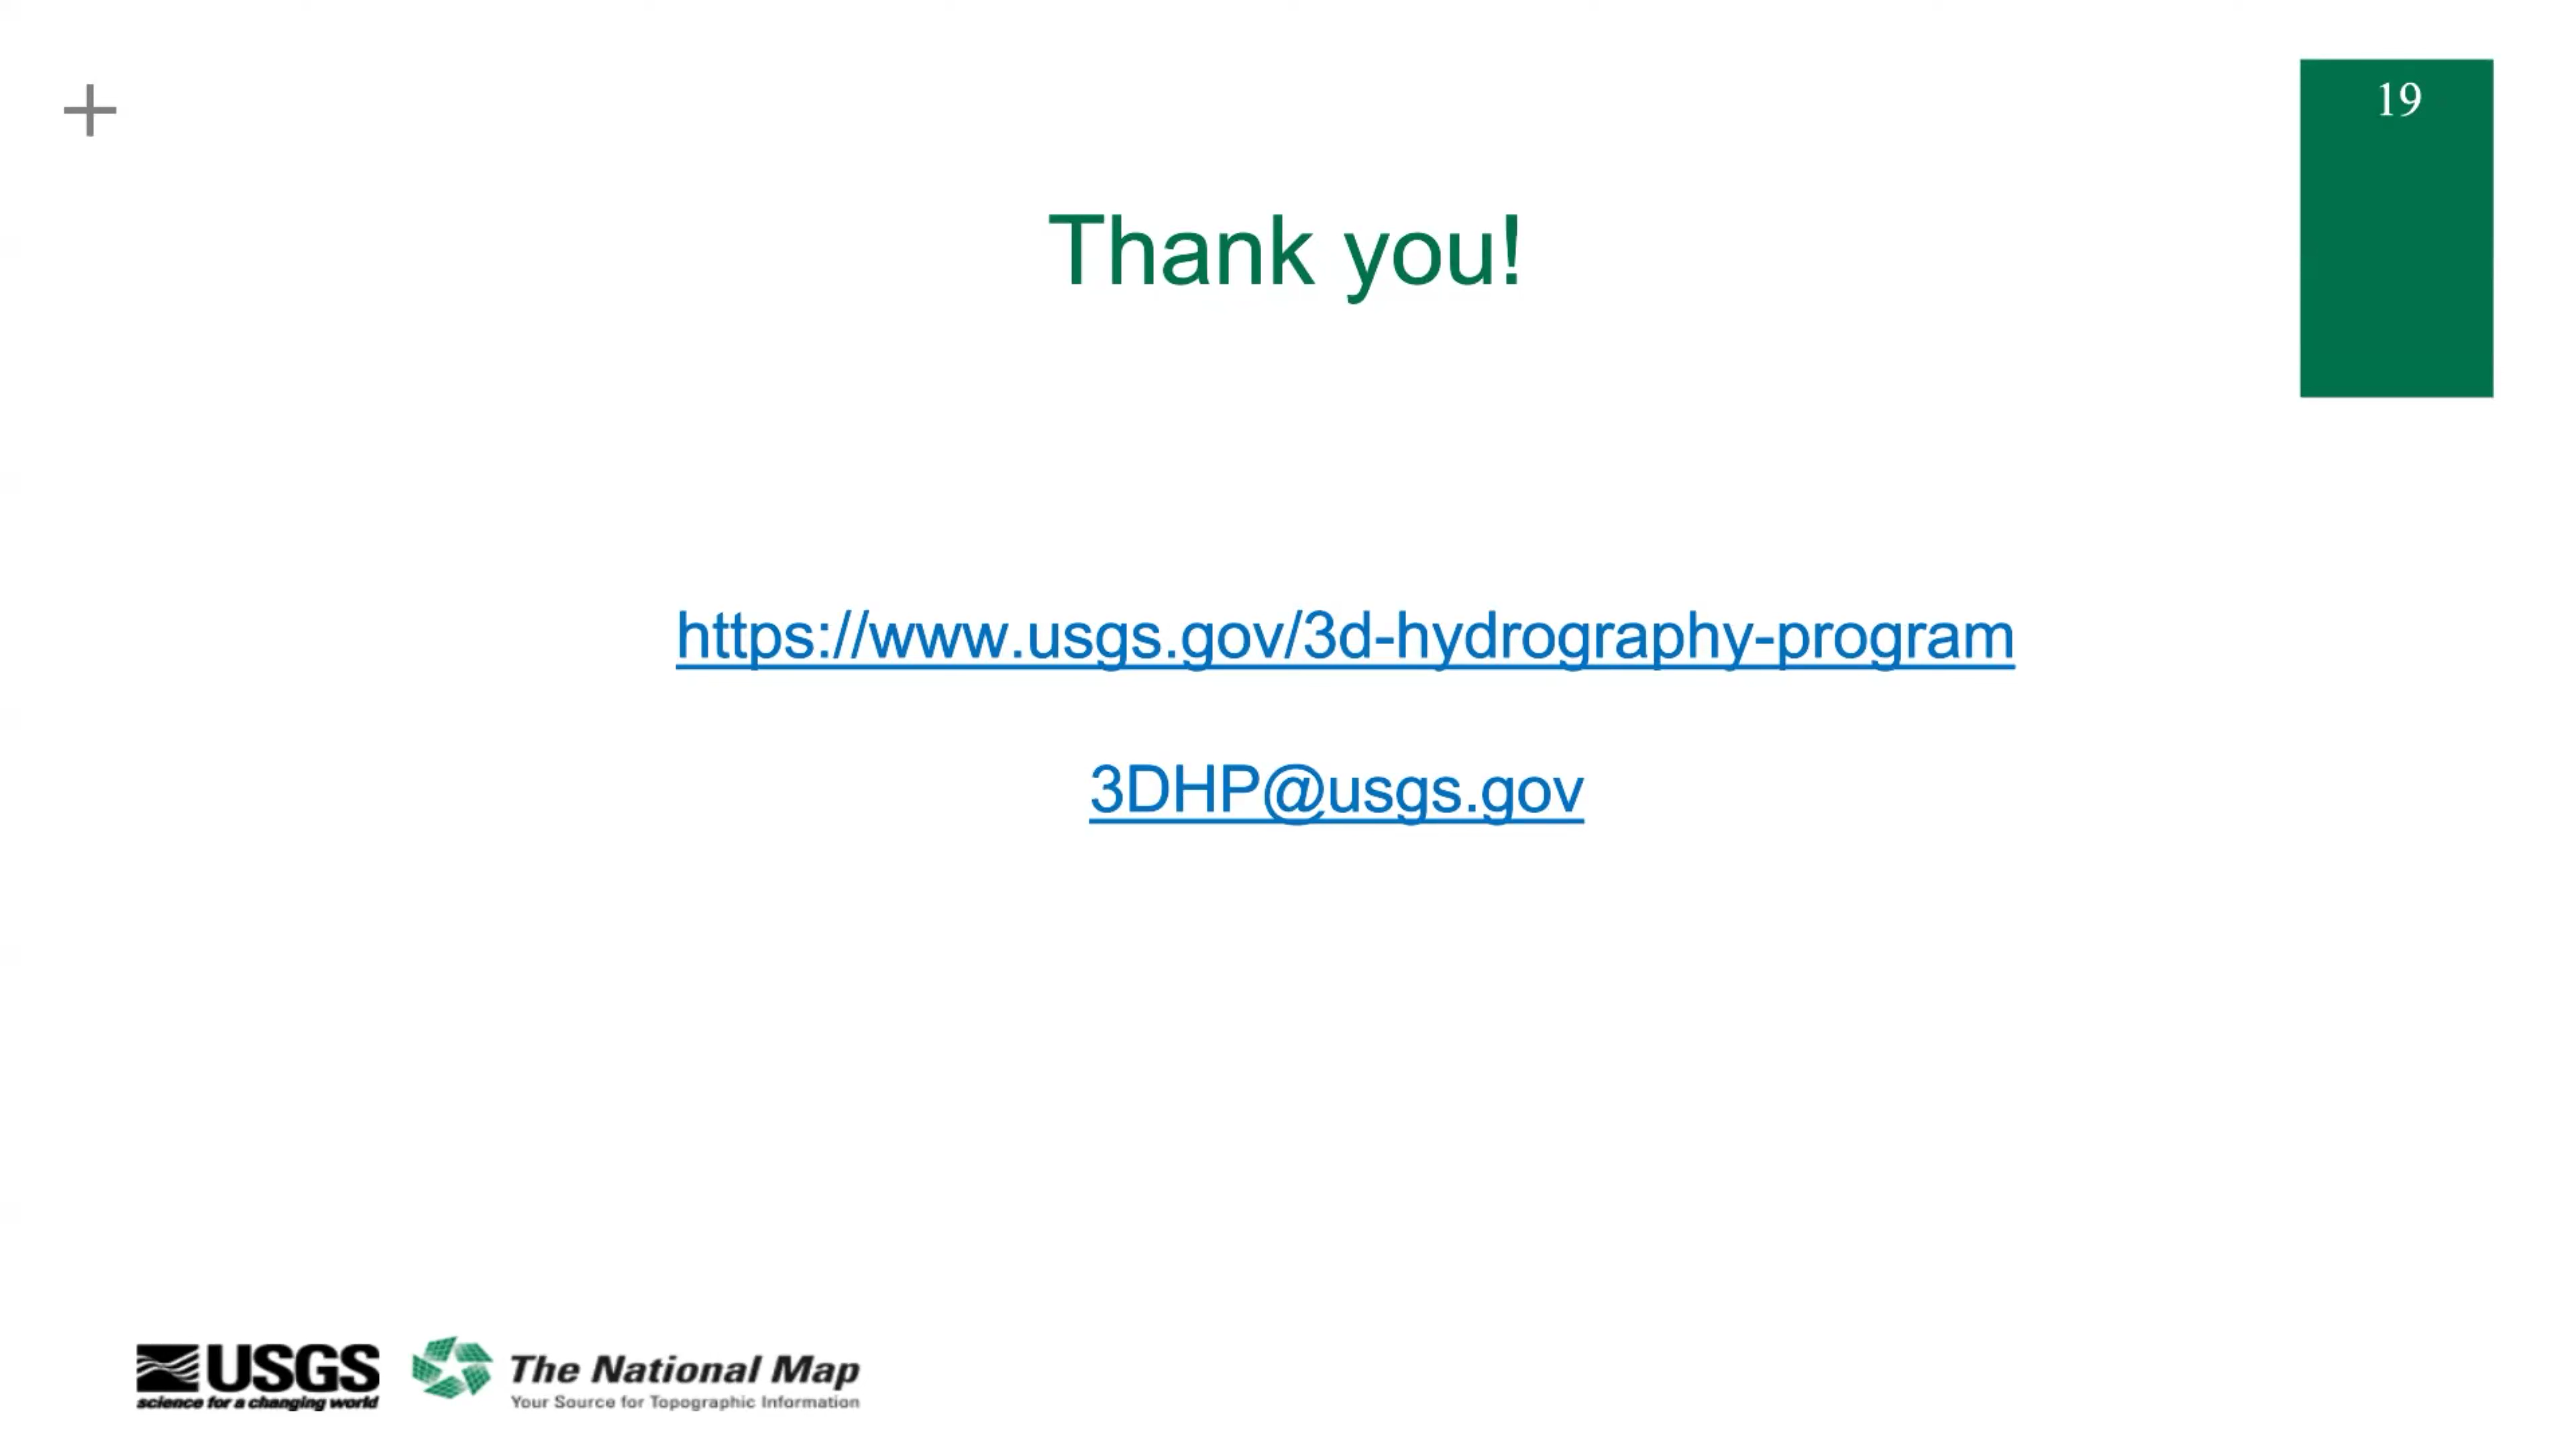 19
Thank you!
https://www.usgs.gov/3d-hydrography-program
3DHP@usgs.gov
USGS
science for a changing world
The National Map
Your Source for Topographic Information